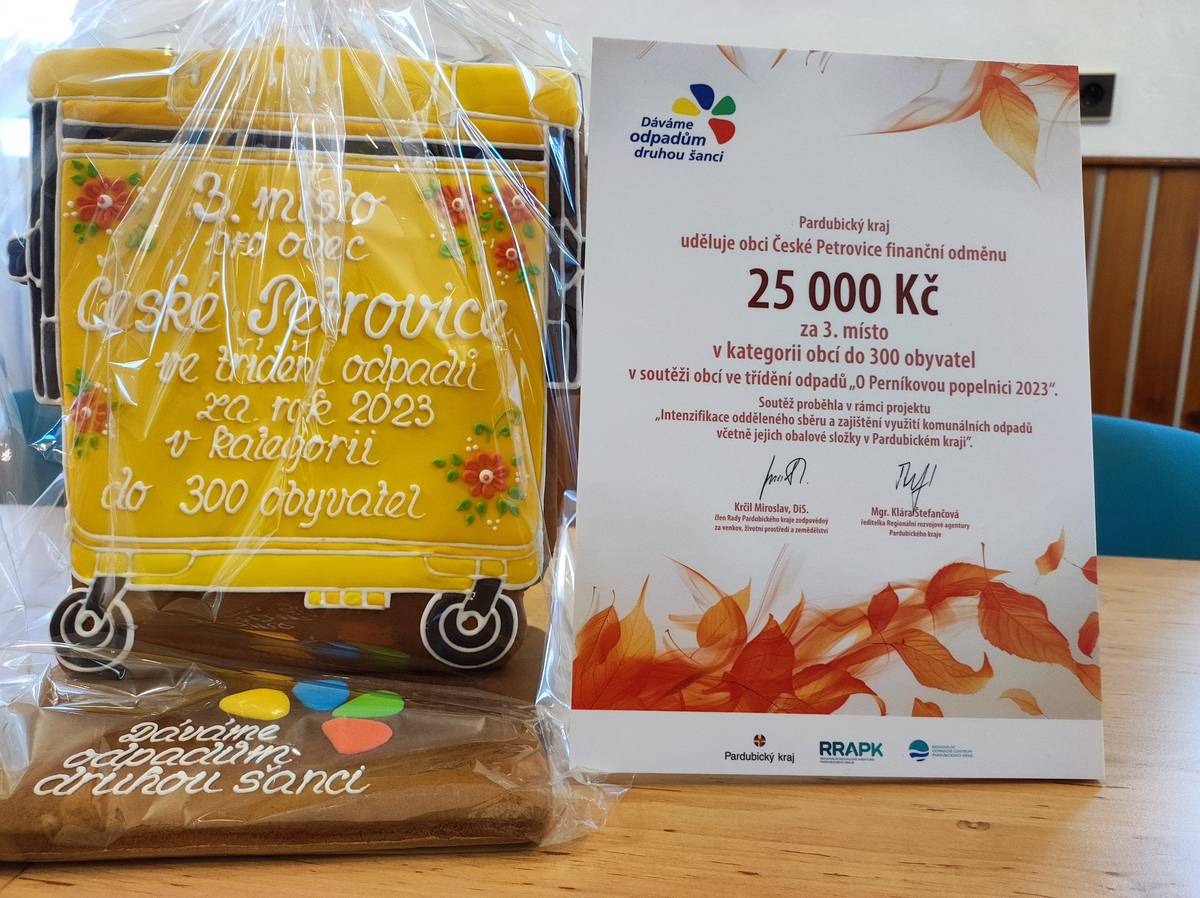 3. místo
pro obec
České Petrovice
ve třídění odpadů
za rok 2023
v kategorii
do 300 obyvatel
Dáváme
odpadům
druhou šanci
Dáváme
odpadům
druhou šanci
Pardubický kraj
uděluje obci České Petrovice finanční odměnu
25 000 Kč
za 3. místo
v kategorii obcí do 300 obyvatel
v soutěži obcí ve třídění odpadů „O Perníkovou popelnici 2023“.
Soutěž proběhla v rámci projektu
„Intenzifikace odděleného sběru a zajištění využití komunálních odpadů
včetně jejich obalové složky v Pardubickém kraji”.
Krčil Miroslav, DiS.
člen Rady Pardubického kraje zodpovědný
za venkov, životní prostředí a zemědělství
Mgr. Klára Štefančová
ředitelka Regionální rozvojové agentury
Pardubického kraje
Pardubický kraj
RRAPK